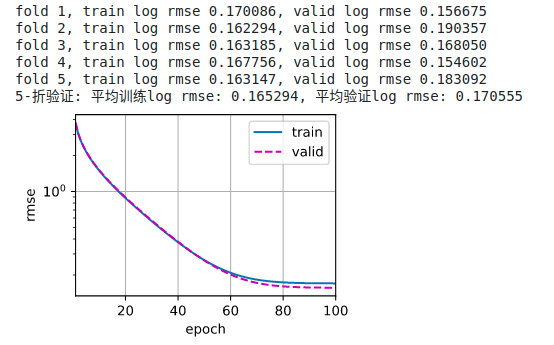 fold 1, train log rmse 0.170086, valid log rmse 0.156675
fold 2, train log rmse 0.162294, valid log rmse 0.190357
fold 3, train log rmse 0.163185, valid log rmse 0.168050
fold 4, train log rmse 0.167756, valid log rmse 0.154602
fold 5, train log rmse 0.163147, valid log rmse 0.183092
5-折验证: 平均训练log rmse: 0.165294, 平均验证log rmse: 0.170555
train
valid
10⁰
rmse
20 40 60 80 100
epoch